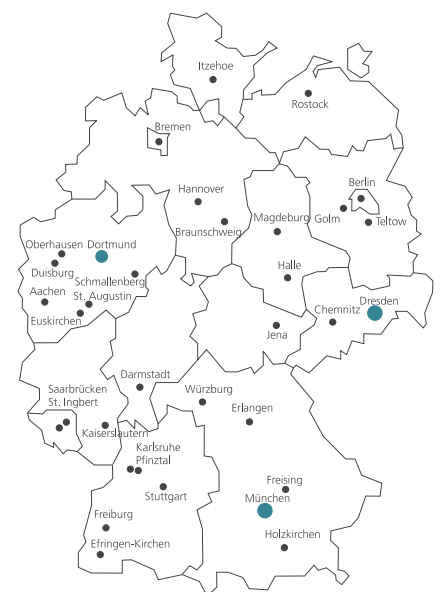 Itzehoe
Rostock
Bremen
Berlin
Hannover
Magdeburg
Golm
Teltow
Braunschweig
Oberhausen
Dortmund
Duisburg
Schmallenberg
Halle
Aachen
St. Augustin
Dresden
Chemnitz
Euskirchen
Jena
Darmstadt
Würzburg
Saarbrücken
St. Ingbert
Erlangen
Kaiserslautern
Karlsruhe
Pfinztal
Stuttgart
Freising
München
Freiburg
Holzkirchen
Efringen-Kirchen